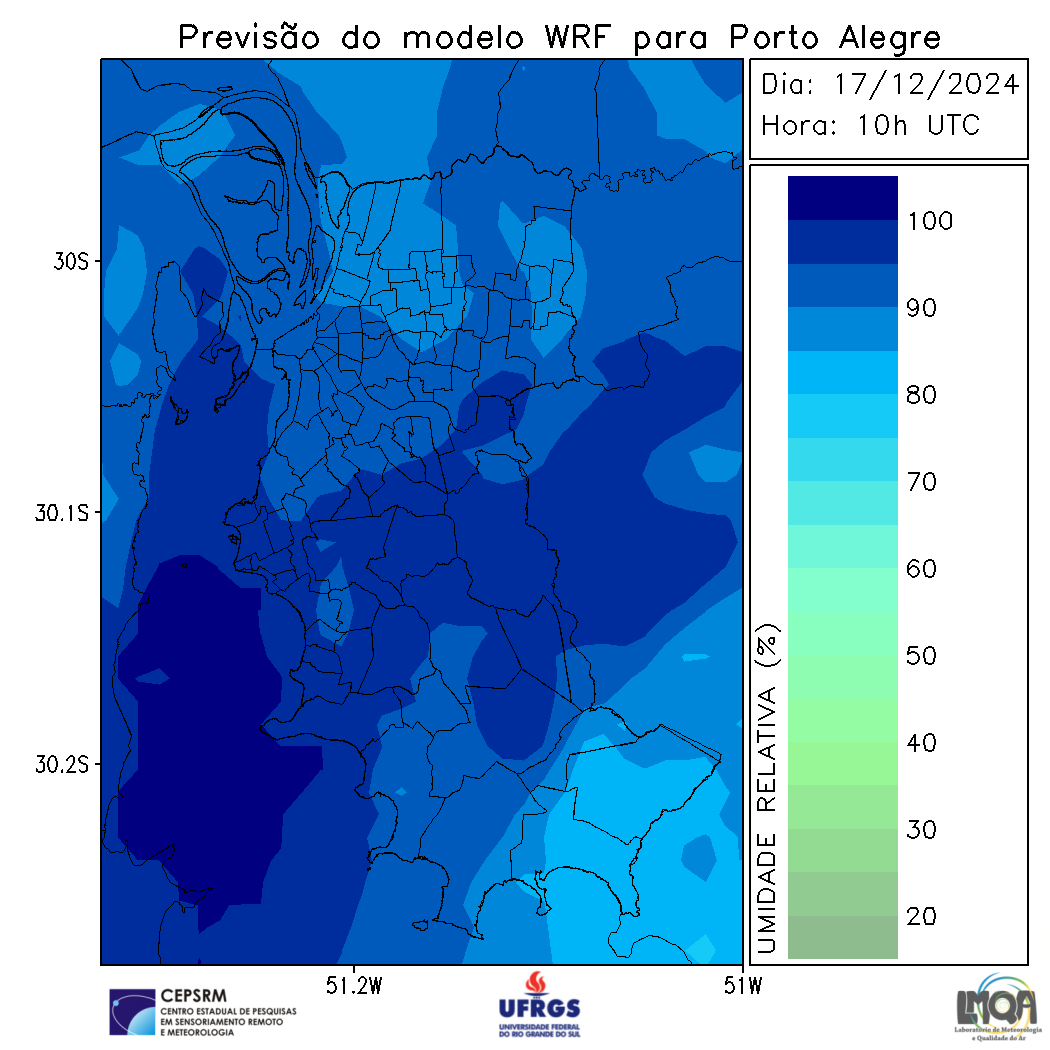 Previsão do modelo WRF para Porto Alegre
Dia: 17/12/2024
Hora: 10h UTC
30S
30.1S
30.2S
51.2W
51W
UMIDADE RELATIVA (%)
100
90
80
70
60
50
40
30
20
CEPSRM
CENTRO ESTADUAL DE PESQUISAS
EM SENSORIAMENTO REMOTO
E METEOROLOGIA
UFRGS
UNIVERSIDADE FEDERAL
DO RIO GRANDE DO SUL
LMQA
Laboratório de Meteorologia
e Qualidade do Ar